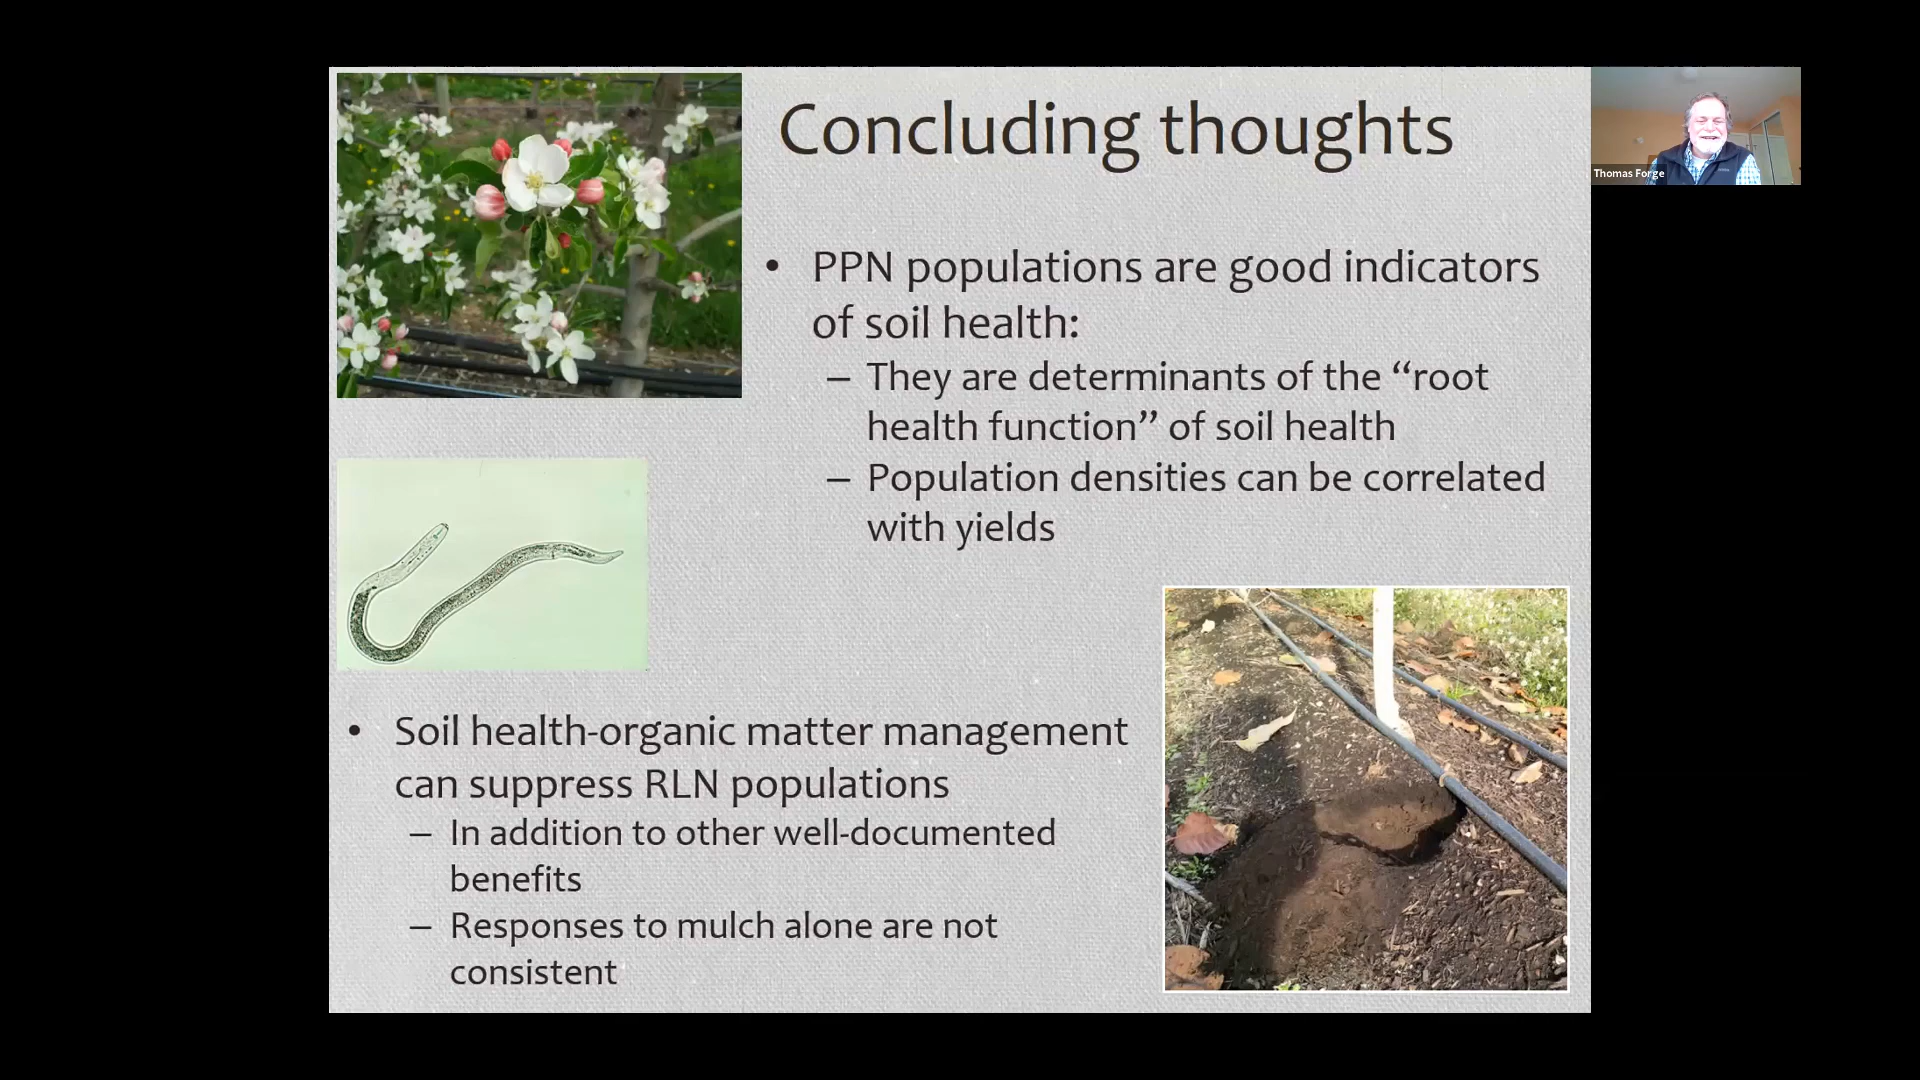 Concluding thoughts
Thomas Forge
• PPN populations are good indicators
of soil health:
– They are determinants of the “root
health function” of soil health
– Population densities can be correlated
with yields
• Soil health-organic matter management
can suppress RLN populations
– In addition to other well-documented
benefits
– Responses to mulch alone are not
consistent